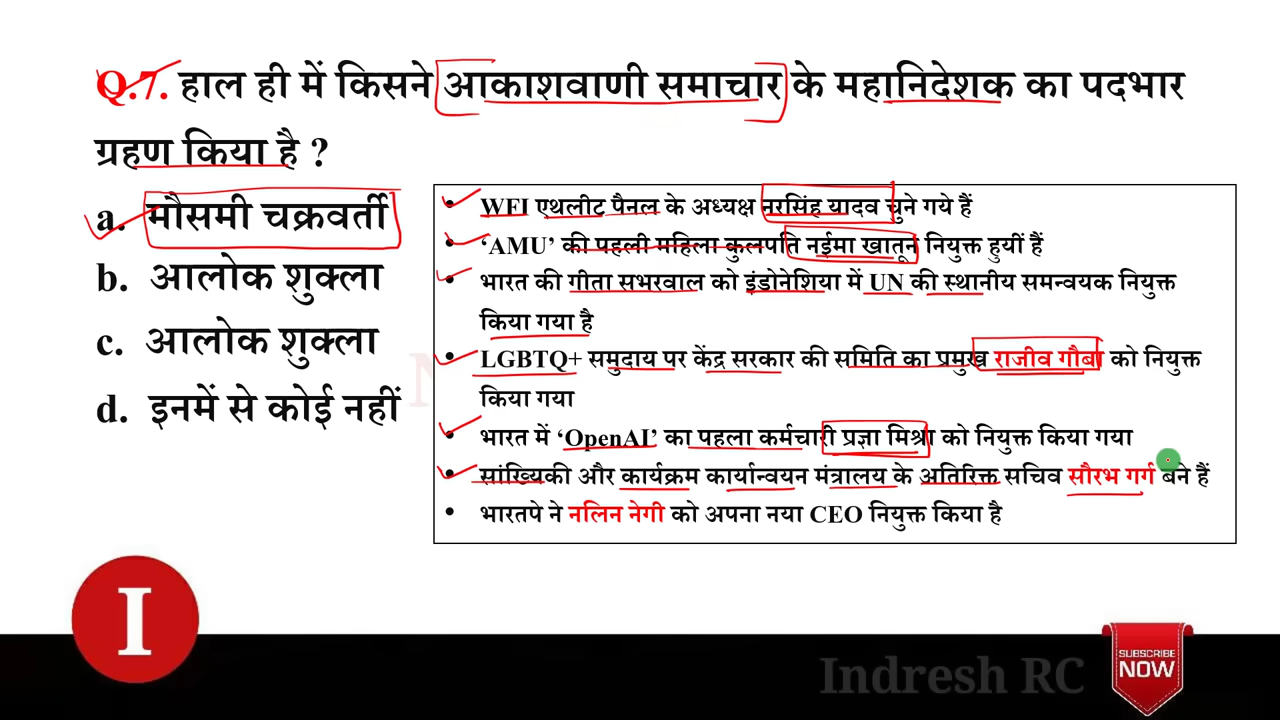 Q.7. हाल ही में किसने आकाशवाणी समाचार के महानिदेशक का पदभार
ग्रहण किया है ?
a. मौसमी चक्रवर्ती
b. आलोक शुक्ला
c. आलोक शुक्ला
d. इनमें से कोई नहीं
• WFI एथलीट पैनल के अध्यक्ष नरसिंह यादव चुने गये हैं
• ‘AMU’ की पहली महिला कुलपति नईमा खातून नियुक्त हुयीं हैं
• भारत की गीता सभरवाल को इंडोनेशिया में UN की स्थानीय समन्वयक नियुक्त
किया गया है
• LGBTQ+ समुदाय पर केंद्र सरकार की समिति का प्रमुख राजीव गौबा को नियुक्त
किया गया
• भारत में ‘OpenAI’ का पहला कर्मचारी प्रज्ञा मिश्रा को नियुक्त किया गया
• सांख्यिकी और कार्यक्रम कार्यान्वयन मंत्रालय के अतिरिक्त सचिव सौरभ गर्ग बने हैं
• भारतपे ने नलिन नेगी को अपना नया CEO नियुक्त किया है
I
SUBSCRIBE
NOW
Indresh RC